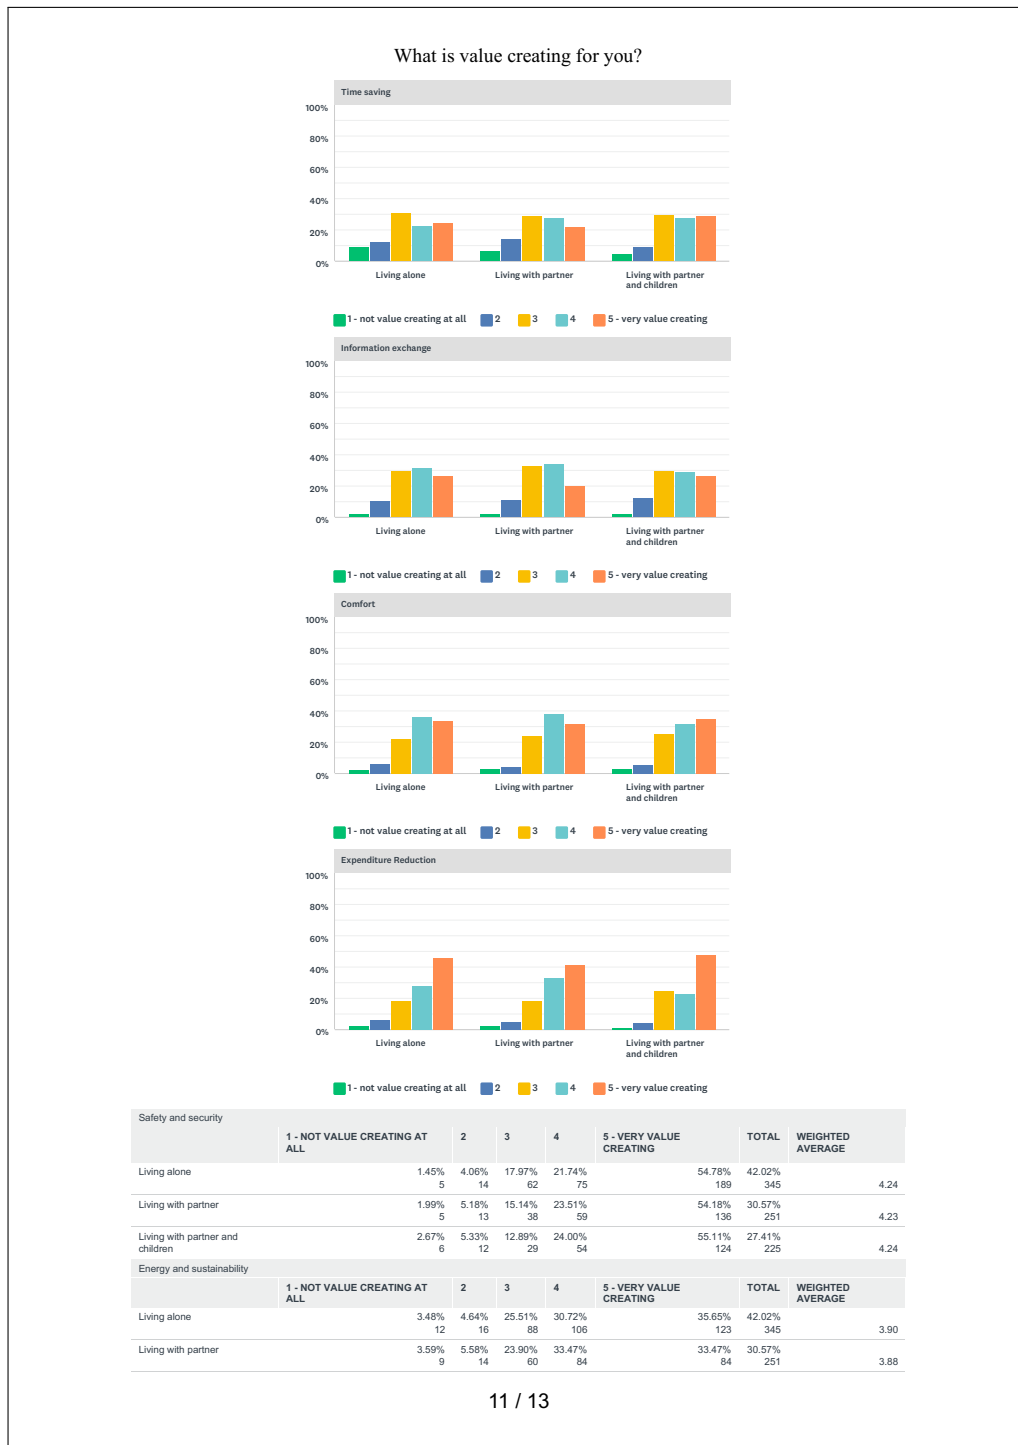 What is value creating for you?
Time saving
100%
80%
60%
40%
20%
0%
Living alone
Living with partner
Living with partner
and children
1 - not value creating at all 2 3 4 5 - very value creating
Information exchange
100%
80%
60%
40%
20%
0%
Living alone
Living with partner
Living with partner
and children
1 - not value creating at all 2 3 4 5 - very value creating
Comfort
100%
80%
60%
40%
20%
0%
Living alone
Living with partner
Living with partner
and children
1 - not value creating at all 2 3 4 5 - very value creating
Expenditure Reduction
100%
80%
60%
40%
20%
0%
Living alone
Living with partner
Living with partner
and children
1 - not value creating at all 2 3 4 5 - very value creating
Safety and security
1 - NOT VALUE CREATING AT 2 3 4 5 - VERY VALUE TOTAL WEIGHTED
ALL CREATING AVERAGE
Living alone 1.45% 4.06% 17.97% 21.74% 54.78% 42.02%
5 14 62 75 189 345 4.24
Living with partner 1.99% 5.18% 15.14% 23.51% 54.18% 30.57%
5 13 38 59 136 251 4.23
Living with partner and 2.67% 5.33% 12.89% 24.00% 55.11% 27.41%
children 6 12 29 54 124 225 4.24
Energy and sustainability
1 - NOT VALUE CREATING AT 2 3 4 5 - VERY VALUE TOTAL WEIGHTED
ALL CREATING AVERAGE
Living alone 3.48% 4.64% 25.51% 30.72% 35.65% 42.02%
12 16 88 106 123 345 3.90
Living with partner 3.59% 5.58% 23.90% 33.47% 33.47% 30.57%
9 14 60 84 84 251 3.88
11 / 13